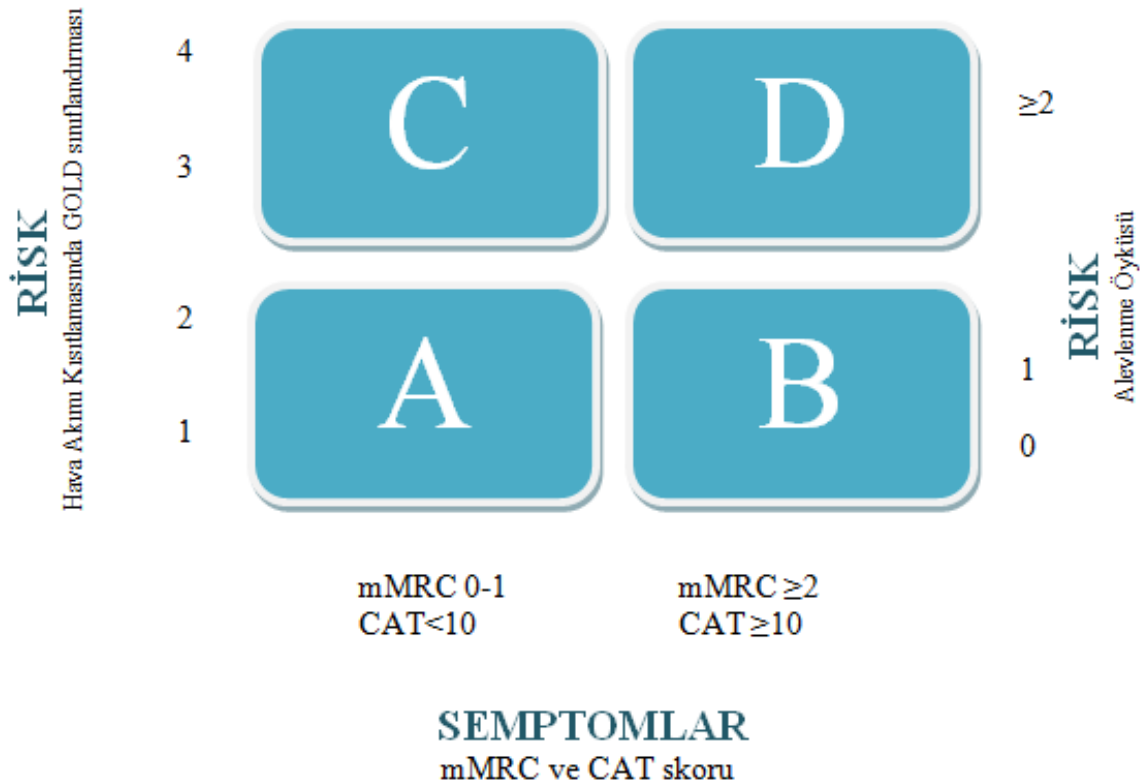 RİSK
Hava Akımı Kısıtlamasında GOLD sınıflandırması
4
3
2
1
C
D
A
B
≥2
1
0
RİSK
Alevlenme Öyküsü
mMRC 0-1
CAT<10
mMRC ≥2
CAT ≥10
SEMPTOMLAR
mMRC ve CAT skoru